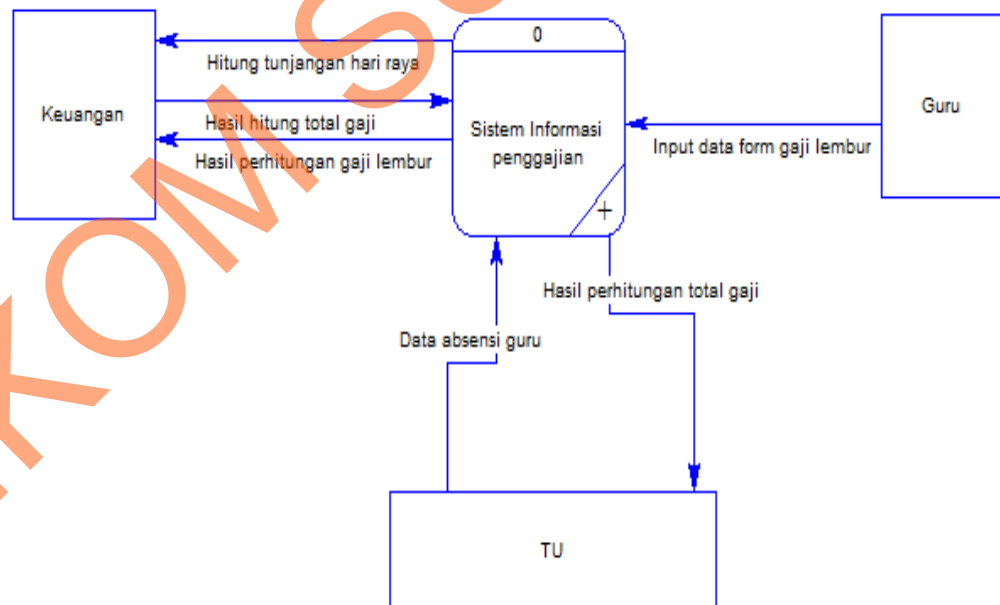 0
Hitung tunjangan hari raya
Keuangan
Guru
Hasil hitung total gaji
Sistem Informasi
penggajian
Input data form gaji lembur
Hasil perhitungan gaji lembur
+
Hasil perhitungan total gaji
Data absensi guru
TU
KOM S